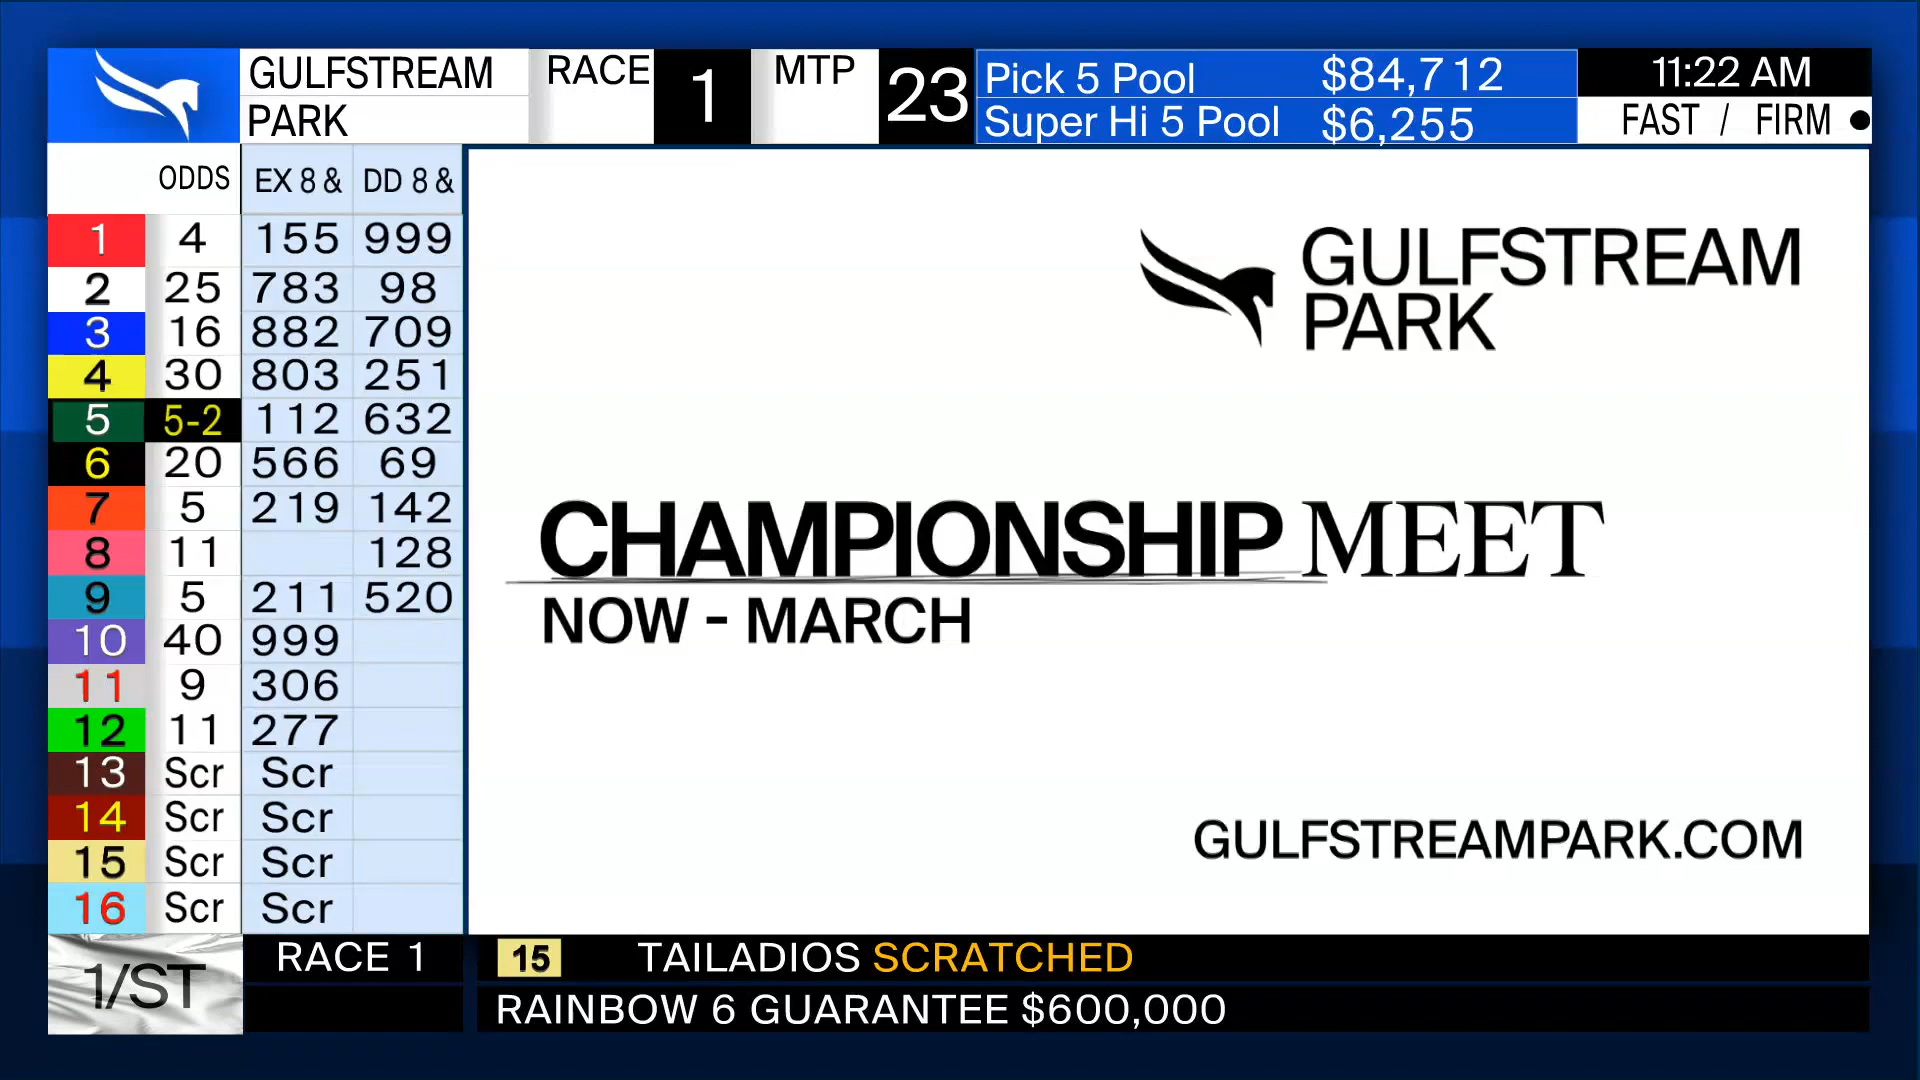 GULFSTREAM
PARK
RACE 1 MTP 23
Pick 5 Pool $84,712
Super Hi 5 Pool $6,255
11:22 AM
FAST / FIRM
ODDS EX 8 & DD 8 &
1 4 155 999
2 25 783 98
3 16 882 709
4 30 803 251
5 5-2 112 632
6 20 566 69
7 5 219 142
8 11 128
9 5 211 520
10 40 999
11 9 306
12 11 277
13 Scr Scr
14 Scr Scr
15 Scr Scr
16 Scr Scr
GULFSTREAM
PARK
CHAMPIONSHIP MEET
NOW - MARCH
GULFSTREAMPARK.COM
1/ST
RACE 1
15 TAILADIOS SCRATCHED
RAINBOW 6 GUARANTEE $600,000